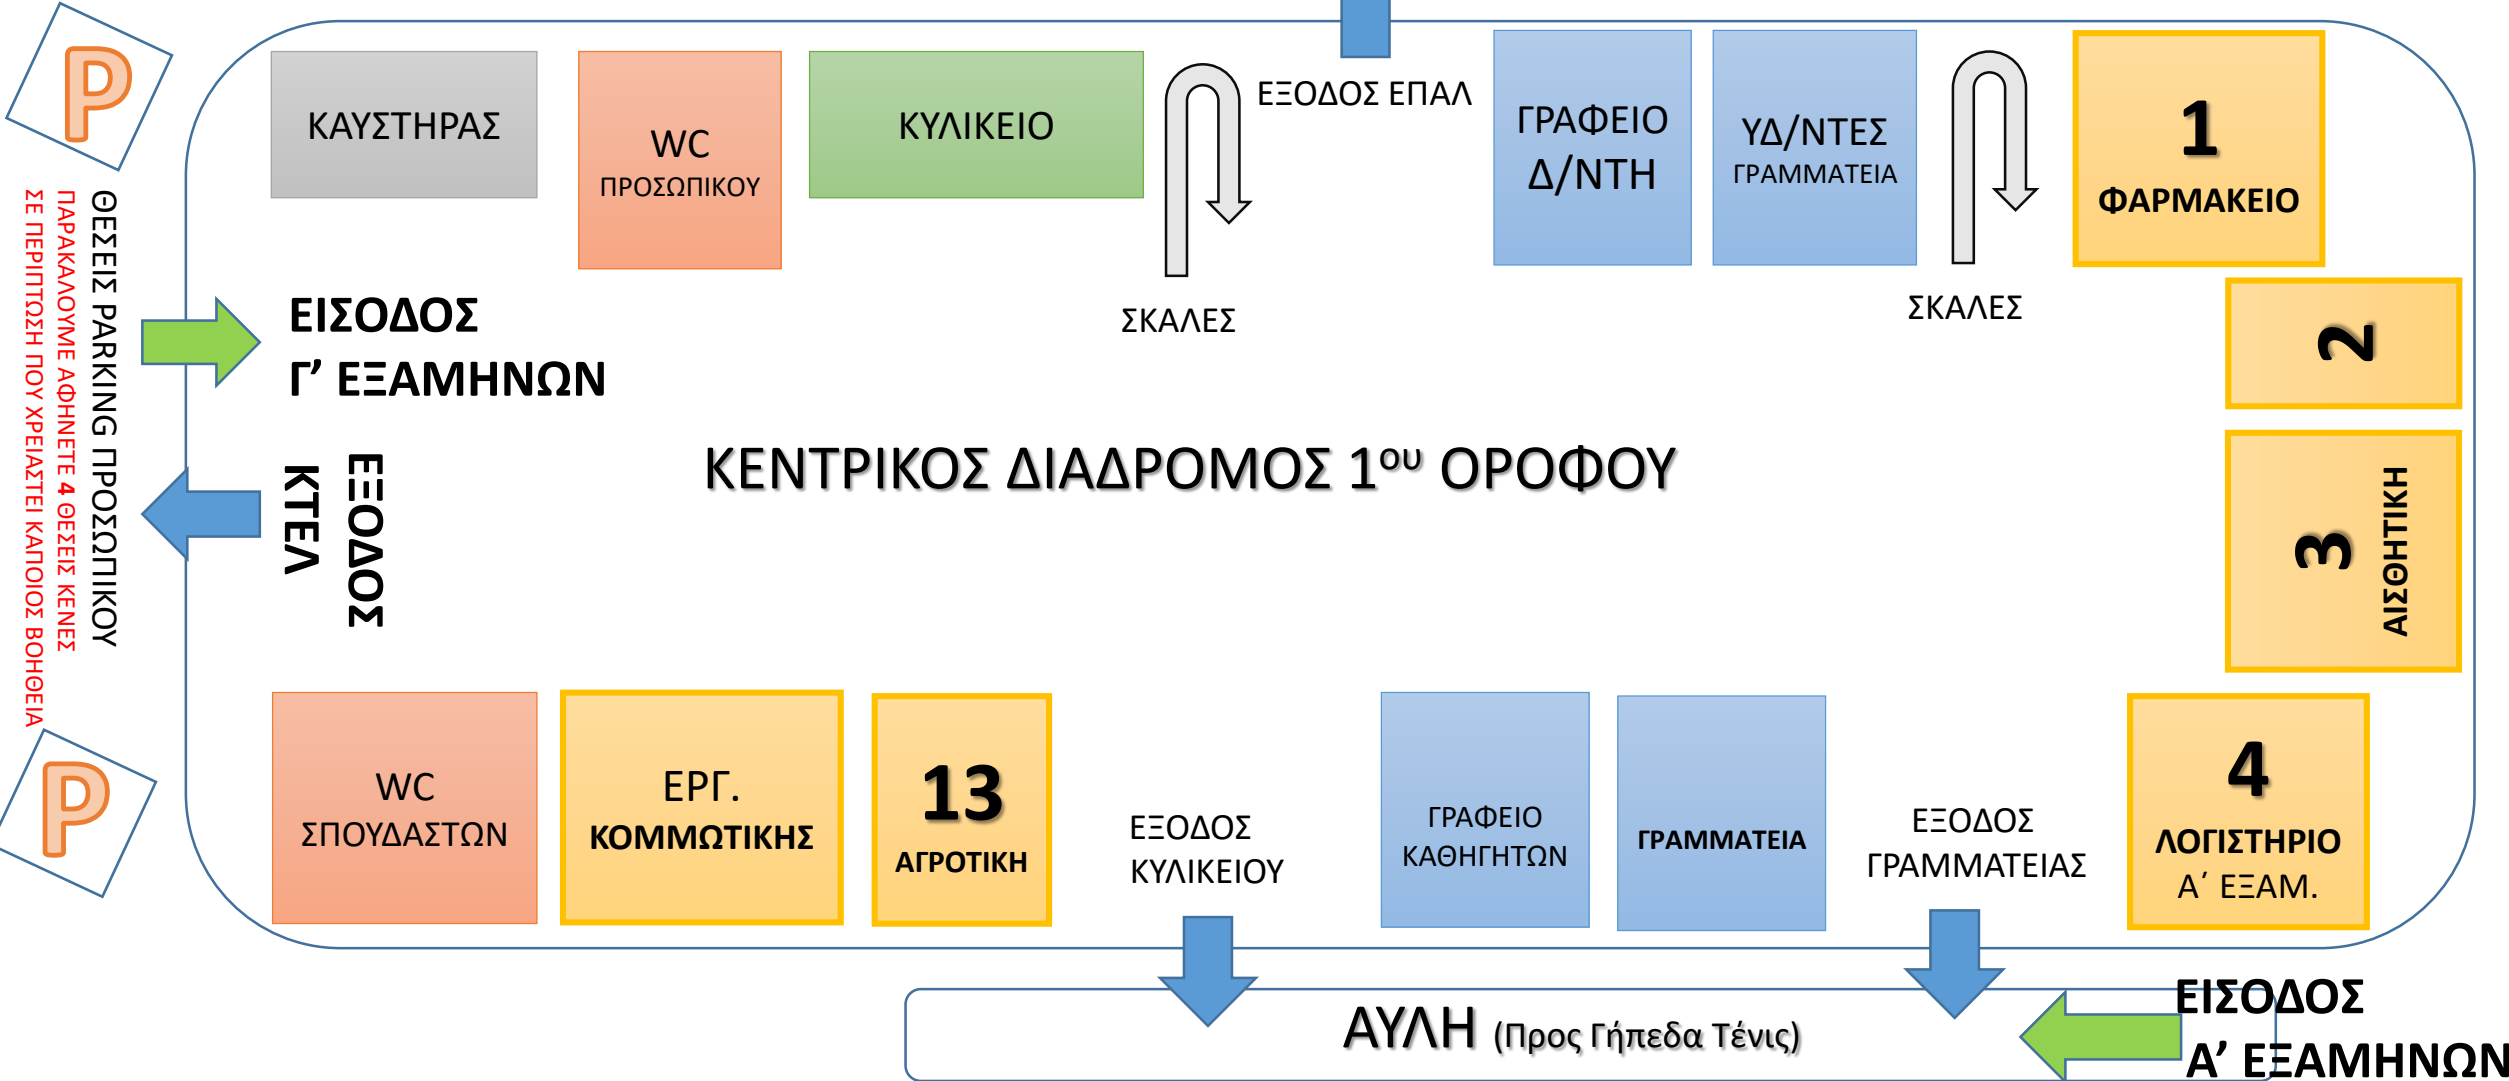 P
ΚΑΥΣΤΗΡΑΣ
WC
ΠΡΟΣΩΠΙΚΟΥ
ΚΥΛΙΚΕΙΟ
ΣΚΑΛΕΣ
ΕΞΟΔΟΣ ΕΠΑΛ
ΓΡΑΦΕΙΟ
Δ/ΝΤΗ
ΥΔ/ΝΤΕΣ
ΓΡΑΜΜΑΤΕΙΑ
ΣΚΑΛΕΣ
1
ΦΑΡΜΑΚΕΙΟ
2
3
ΑΙΣΘΗΤΙΚΗ
ΘΕΣΕΙΣ PARKING ΠΡΟΣΩΠΙΚΟΥ
ΠΑΡΑΚΑΛΟΥΜΕ ΑΦΗΝΕΤΕ 4 ΘΕΣΕΙΣ ΚΕΝΕΣ
ΣΕ ΠΕΡΙΠΤΩΣΗ ΠΟΥ ΧΡΕΙΑΣΤΕΙ ΚΑΠΟΙΟΣ ΒΟΗΘΕΙΑ
ΕΙΣΟΔΟΣ
Γ’ ΕΞΑΜΗΝΩΝ
ΕΞΟΔΟΣ
ΚΤΕΛ
ΚΕΝΤΡΙΚΟΣ ΔΙΑΔΡΟΜΟΣ 1ου ΟΡΟΦΟΥ
P
WC
ΣΠΟΥΔΑΣΤΩΝ
ΕΡΓ.
ΚΟΜΜΩΤΙΚΗΣ
13
ΑΓΡΟΤΙΚΗ
ΕΞΟΔΟΣ
ΚΥΛΙΚΕΙΟΥ
ΓΡΑΦΕΙΟ
ΚΑΘΗΓΗΤΩΝ
ΓΡΑΜΜΑΤΕΙΑ
ΕΞΟΔΟΣ
ΓΡΑΜΜΑΤΕΙΑΣ
4
ΛΟΓΙΣΤΗΡΙΟ
Α΄ ΕΞΑΜ.
ΑΥΛΗ (Προς Γήπεδα Τένις)
ΕΙΣΟΔΟΣ
Α’ ΕΞΑΜΗΝΩΝ